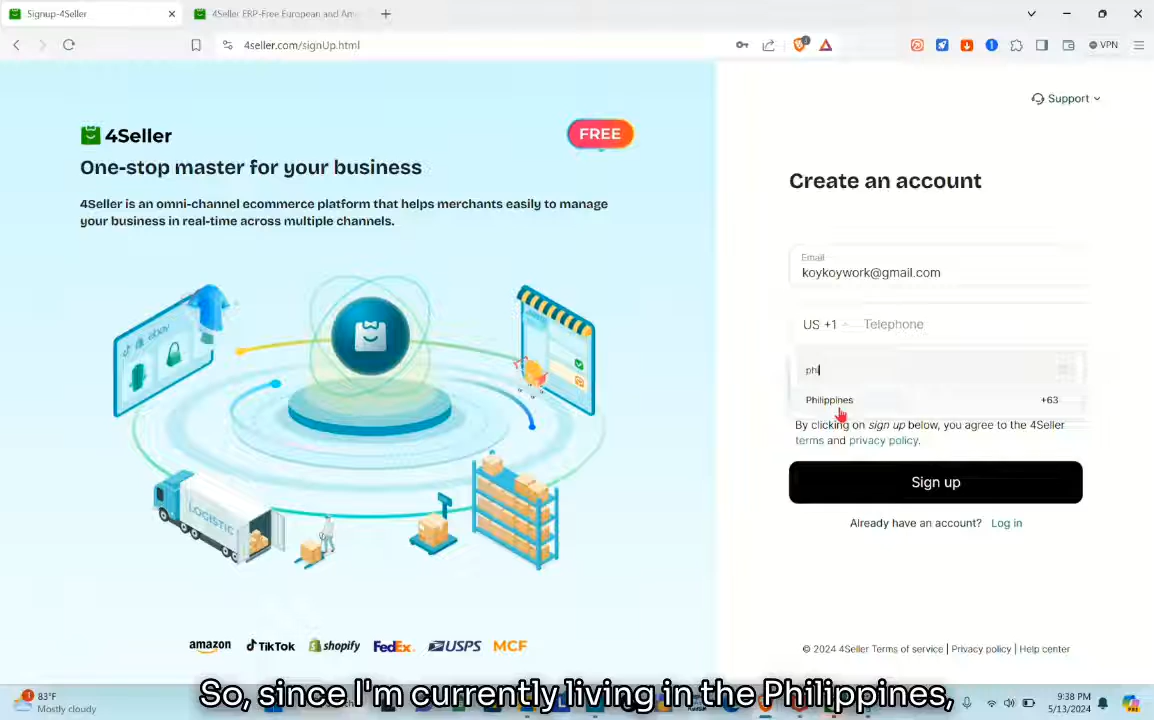 Signup-4Seller
4Seller ERP-Free European and Am
4seller.com/signUp.html
VPN
Support
4Seller
FREE
One-stop master for your business
4Seller is an omni-channel ecommerce platform that helps merchants easily to manage
your business in real-time across multiple channels.
Create an account
Email
koykoywork@gmail.com
US +1
Telephone
phi
Philippines
+63
By clicking on sign up below, you agree to the 4Seller
terms and privacy policy.
Sign up
Already have an account? Log in
ebay
LOGISTIC
amazon
TikTok
shopify
FedEx.
USPS
MCF
© 2024 4Seller Terms of service | Privacy policy | Help center
So, since I'm currently living in the Philippines,
83°F
Mostly cloudy
9:38 PM
5/13/2024